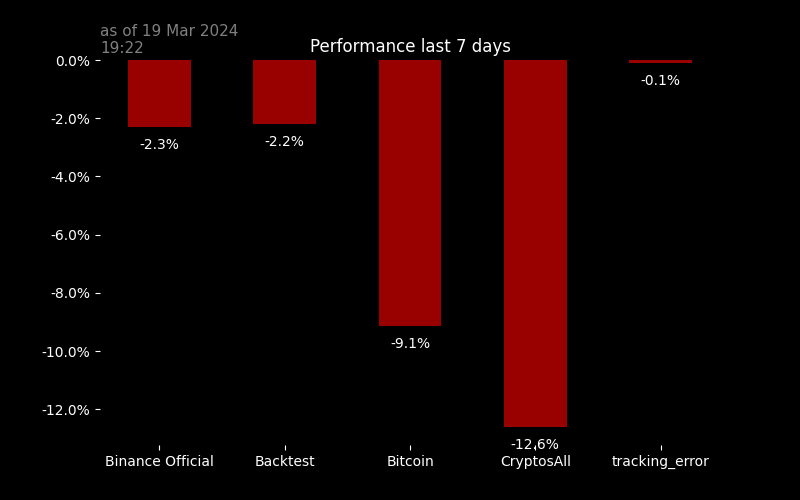 as of 19 Mar 2024
19:22
Performance last 7 days
0.0%
-2.0%
-4.0%
-6.0%
-8.0%
-10.0%
-12.0%
-2.3%
-2.2%
-9.1%
-12.6%
-0.1%
Binance Official
Backtest
Bitcoin
CryptosAll
tracking_error